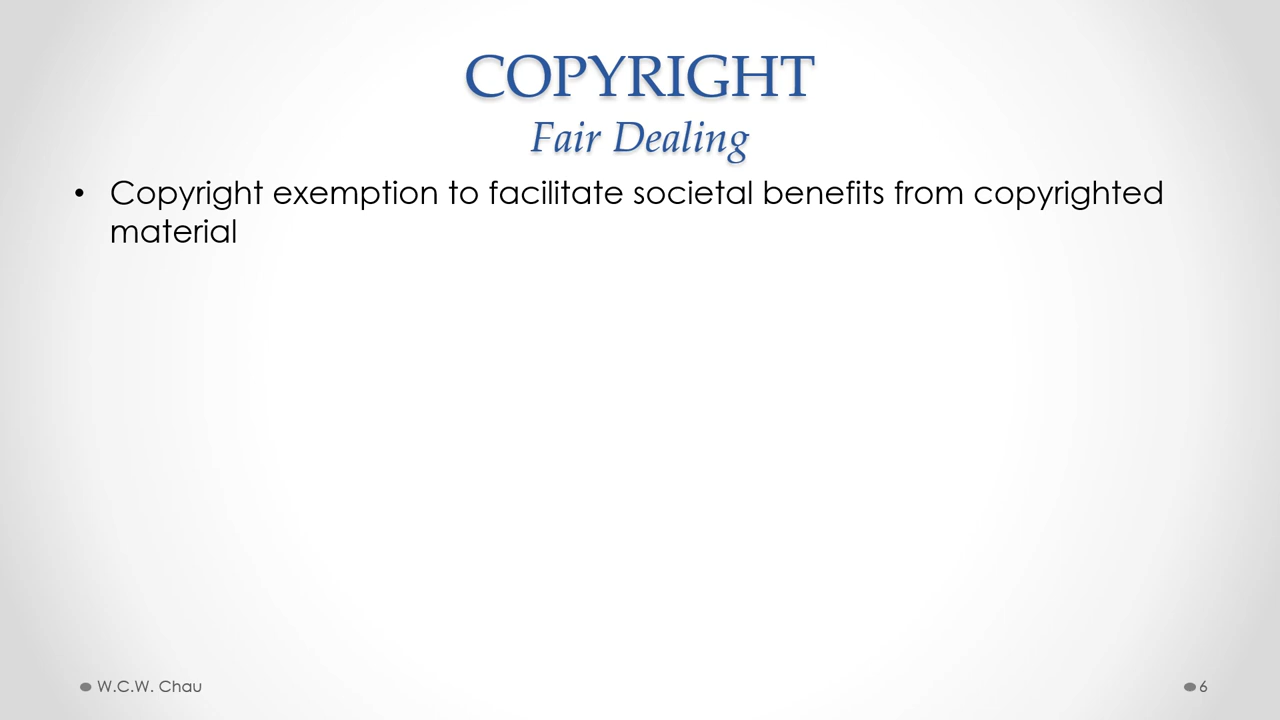 COPYRIGHT
Fair Dealing
• Copyright exemption to facilitate societal benefits from copyrighted
material
W.C.W. Chau
6